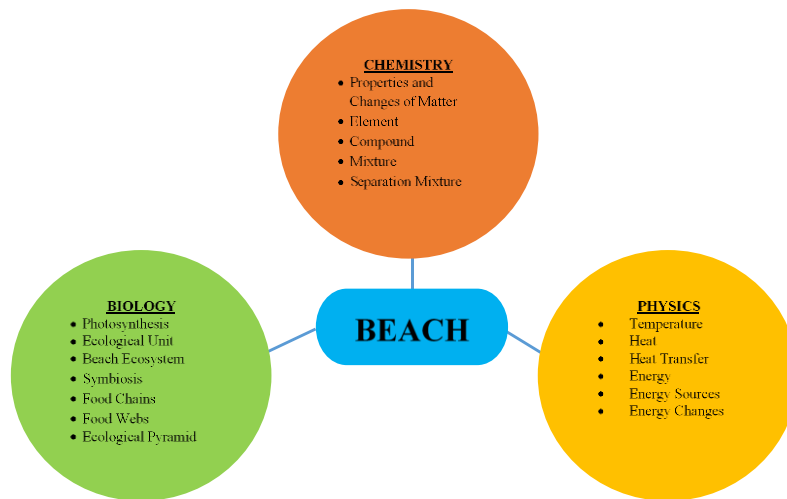 CHEMISTRY
• Properties and
Changes of Matter
• Element
• Compound
• Mixture
• Separation Mixture
BIOLOGY
• Photosynthesis
• Ecological Unit
• Beach Ecosystem
• Symbiosis
• Food Chains
• Food Webs
• Ecological Pyramid
BEACH
PHYSICS
• Temperature
• Heat
• Heat Transfer
• Energy
• Energy Sources
• Energy Changes